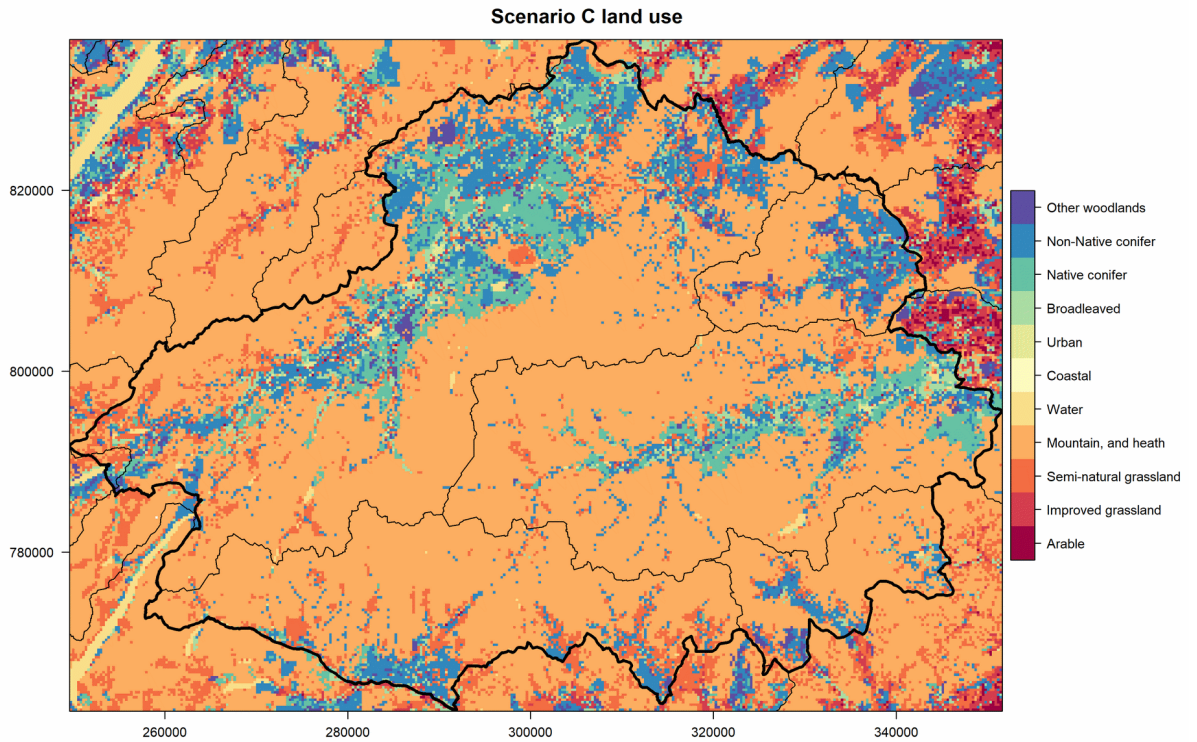 Scenario C land use
820000
800000
780000
260000
280000
300000
320000
340000
Other woodlands
Non-Native conifer
Native conifer
Broadleaved
Urban
Coastal
Water
Mountain, and heath
Semi-natural grassland
Improved grassland
Arable